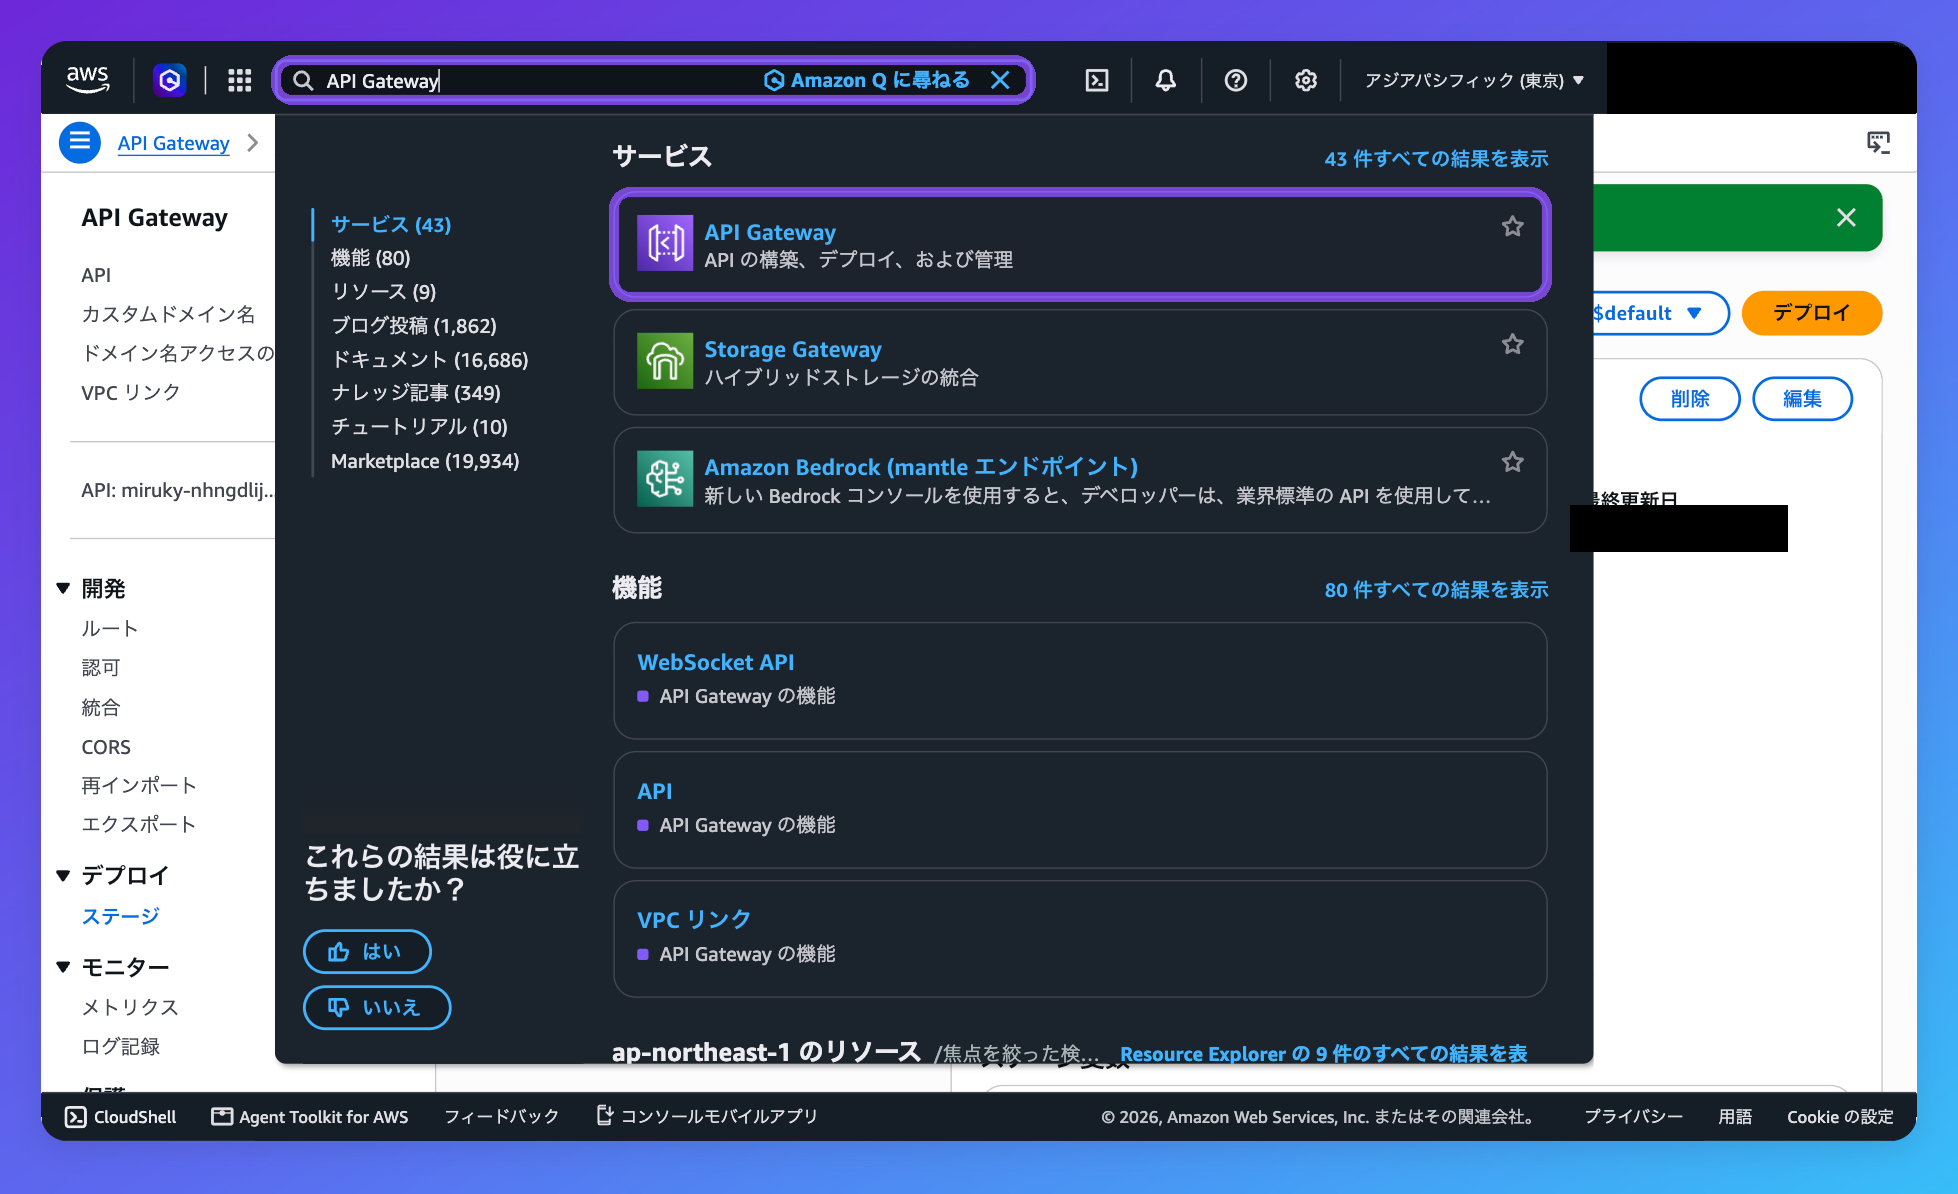 aws
API Gateway
Amazon Q に尋ねる
アジアパシフィック (東京)
API Gateway
API Gateway
API
カスタムドメイン名
ドメイン名アクセスの
VPC リンク
API: miruky-nhngdlij...
開発
ルート
認可
統合
CORS
再インポート
エクスポート
デプロイ
ステージ
モニター
メトリクス
ログ記録
サービス (43)
機能 (80)
リソース (9)
ブログ投稿 (1,862)
ドキュメント (16,686)
ナレッジ記事 (349)
チュートリアル (10)
Marketplace (19,934)
これらの結果は役に立
ちましたか？
はい
いいえ
サービス
43 件すべての結果を表示
API Gateway
API の構築、デプロイ、および管理
Storage Gateway
ハイブリッドストレージの統合
Amazon Bedrock (mantle エンドポイント)
新しい Bedrock コンソールを使用すると、デベロッパーは、業界標準の API を使用して...
機能
80 件すべての結果を表示
WebSocket API
API Gateway の機能
API
API Gateway の機能
VPC リンク
API Gateway の機能
ap-northeast-1 のリソース
/焦点を絞った検...
Resource Explorer の 9 件のすべての結果を表
$default
デプロイ
削除
編集
最終更新日
CloudShell
Agent Toolkit for AWS
フィードバック
コンソールモバイルアプリ
© 2026, Amazon Web Services, Inc. またはその関連会社。
プライバシー
用語
Cookie の設定